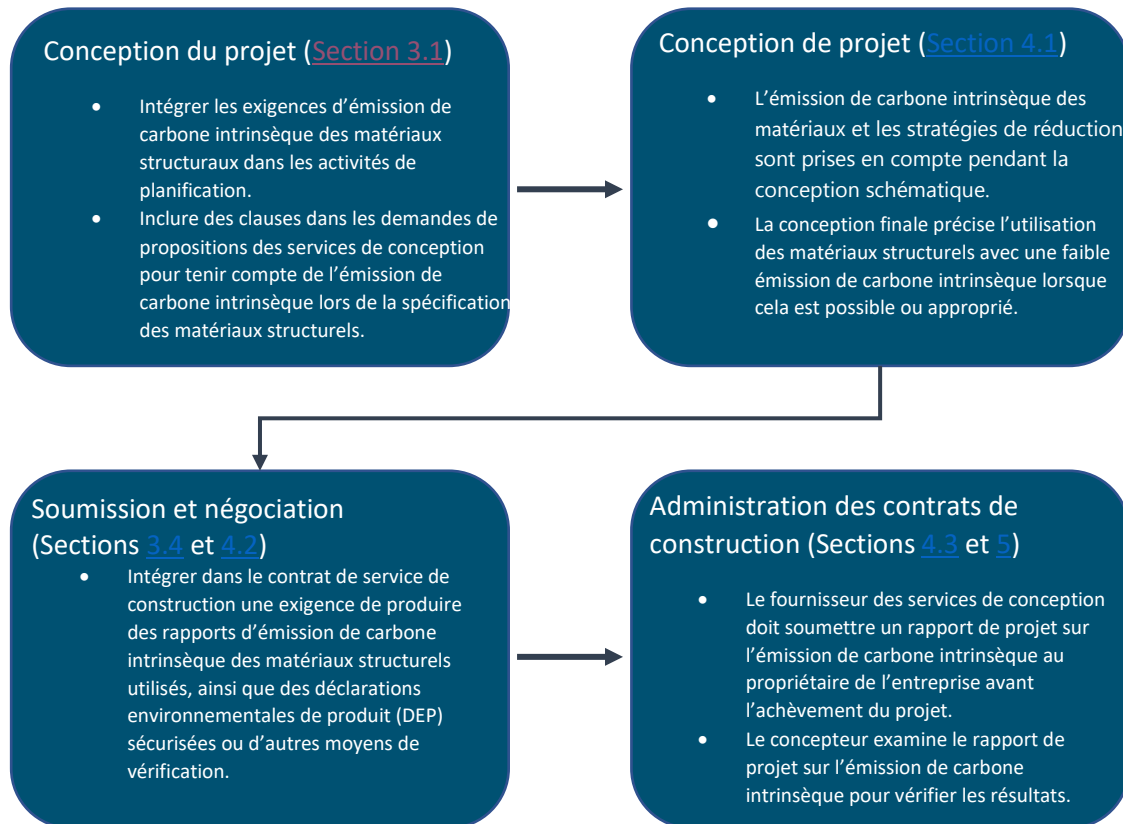 Conception du projet (Section 3.1)
• Intégrer les exigences d’émission de
carbone intrinsèque des matériaux
structuraux dans les activités de
planification.
• Inclure des clauses dans les demandes de
propositions des services de conception
pour tenir compte de l’émission de
carbone intrinsèque lors de la spécification
des matériaux structurels.
Conception de projet (Section 4.1)
• L’émission de carbone intrinsèque des
matériaux et les stratégies de réduction
sont prises en compte pendant la
conception schématique.
• La conception finale précise l’utilisation
des matériaux structurels avec une faible
émission de carbone intrinsèque lorsque
cela est possible ou approprié.
Soumission et négociation
(Sections 3.4 et 4.2)
• Intégrer dans le contrat de service de
construction une exigence de produire
des rapports d’émission de carbone
intrinsèque des matériaux structurels
utilisés, ainsi que des déclarations
environnementales de produit (DEP)
sécurisées ou d’autres moyens de
vérification.
Administration des contrats de
construction (Sections 4.3 et 5)
• Le fournisseur des services de conception
doit soumettre un rapport de projet sur
l’émission de carbone intrinsèque au
propriétaire de l’entreprise avant
l’achèvement du projet.
• Le concepteur examine le rapport de
projet sur l’émission de carbone
intrinsèque pour vérifier les résultats.